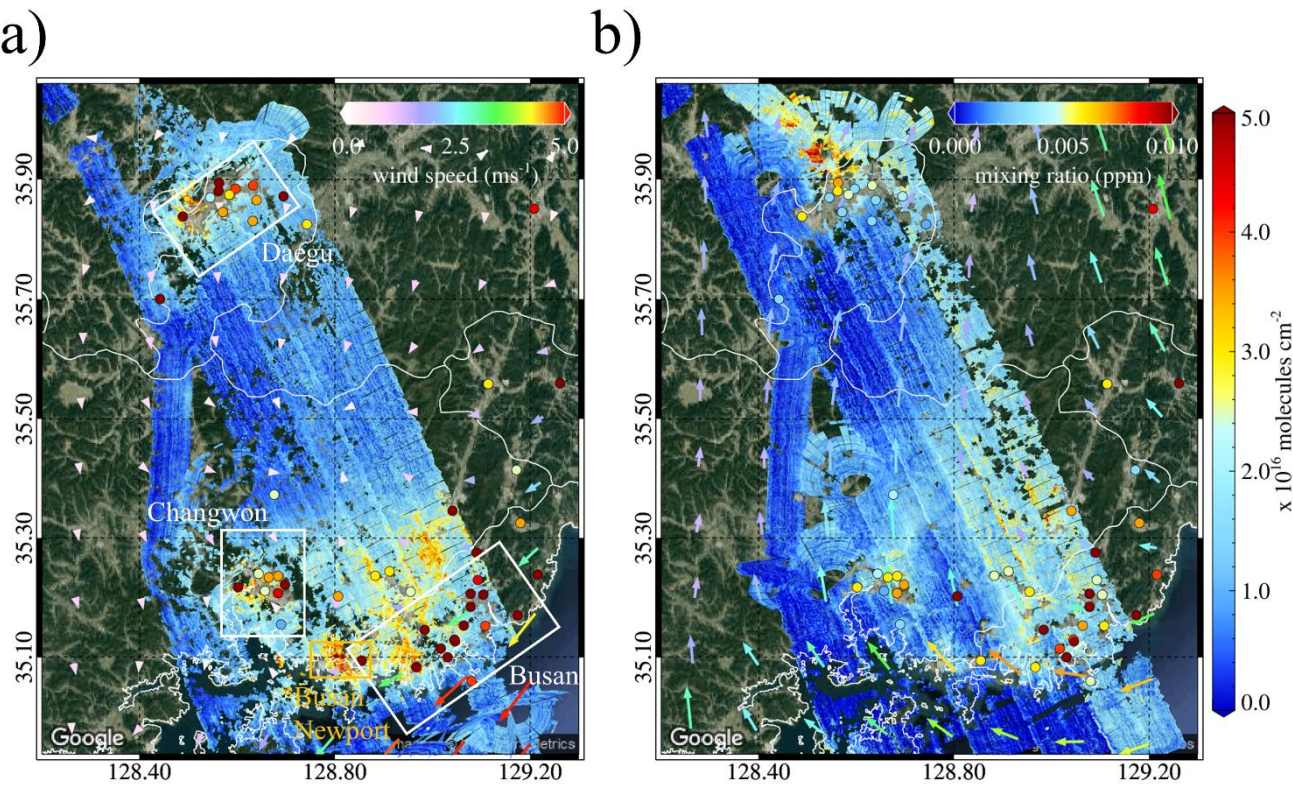 a)
b)
0.0 2.5 5.0
wind speed (ms-1)
0.000 0.005 0.010
mixing ratio (ppm)
Daegu
Changwon
Busan
Busan
Newport
Google
Google
35.90
35.70
35.50
35.30
35.10
128.40 128.80 129.20
35.90
35.70
35.50
35.30
35.10
128.40 128.80 129.20
5.0
4.0
3.0
2.0
1.0
0.0
x 10^16 molecules cm-2